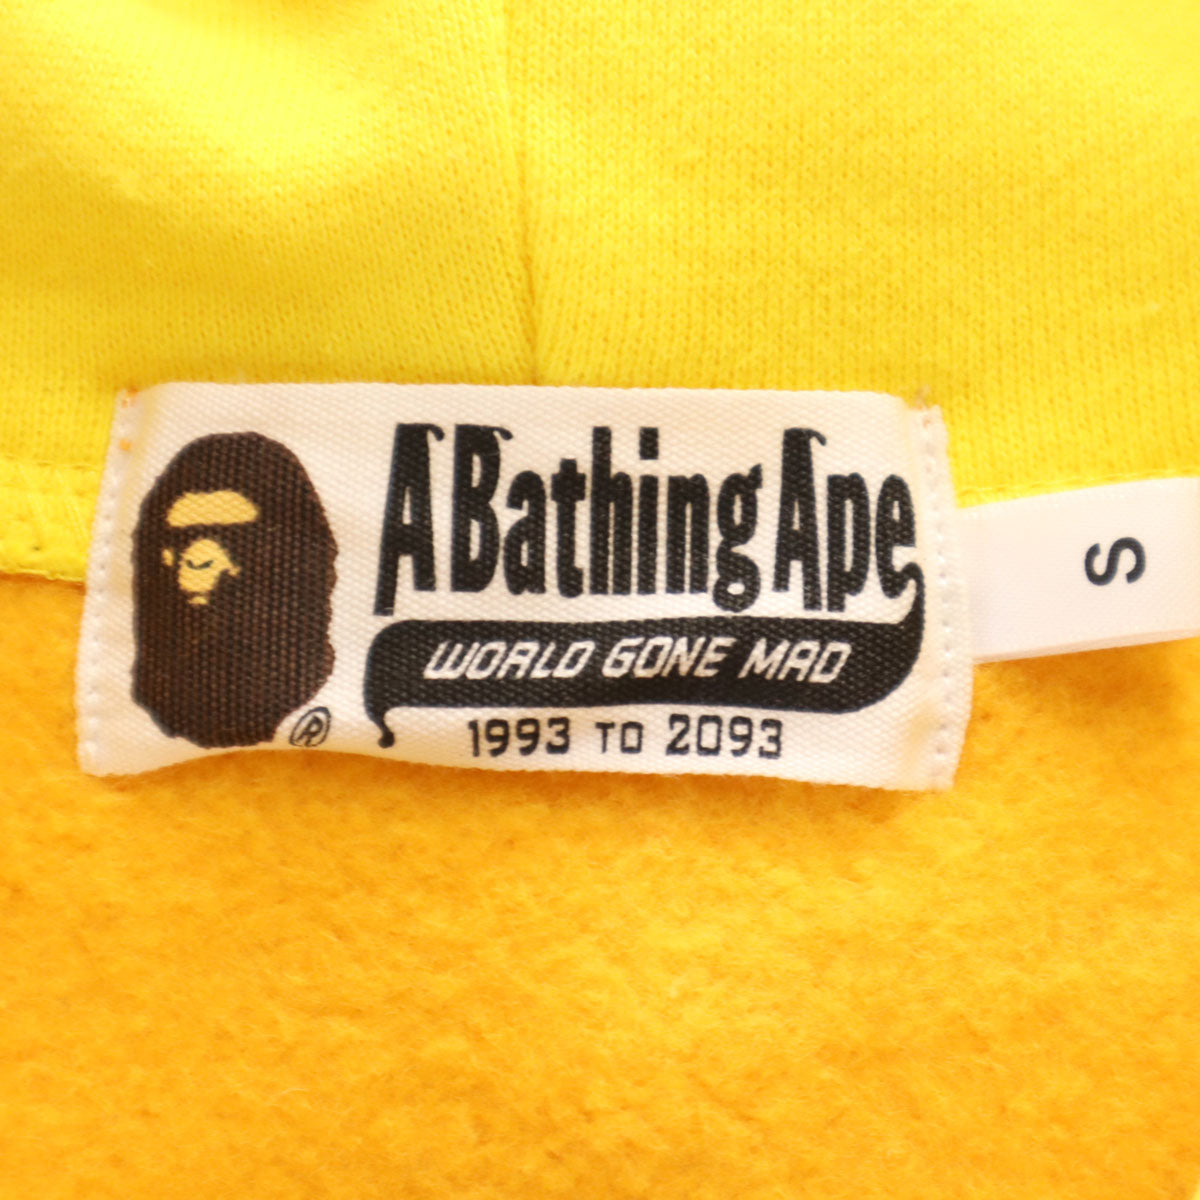 A Bathing Ape
WORLD GONE MAD
1993 TO 2093
®
S